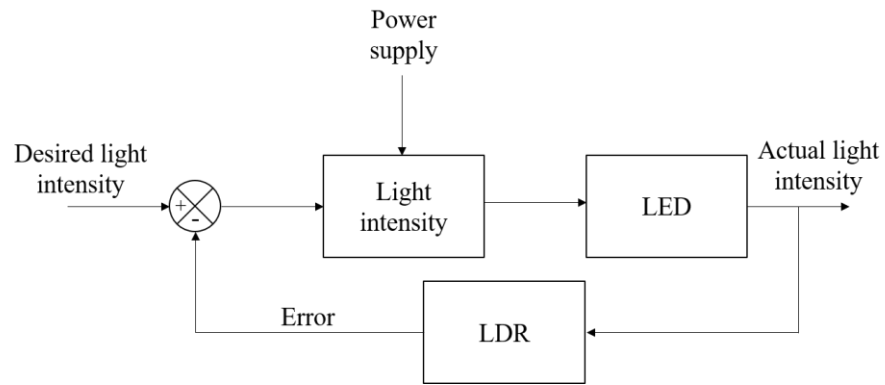 Power
supply
Desired light
intensity
+
-
Light
intensity
LED
Actual light
intensity
Error
LDR